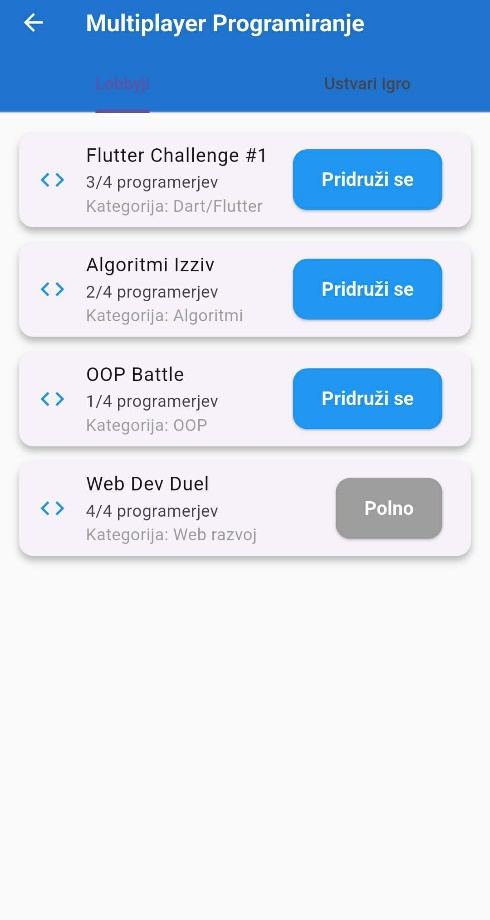 Multiplayer Programiranje
Lobbyji
Ustvari igro
Flutter Challenge #1
3/4 programerjev
Kategorija: Dart/Flutter
Pridruži se
Algoritmi Izziv
2/4 programerjev
Kategorija: Algoritmi
Pridruži se
OOP Battle
1/4 programerjev
Kategorija: OOP
Pridruži se
Web Dev Duel
4/4 programerjev
Kategorija: Web razvoj
Polno